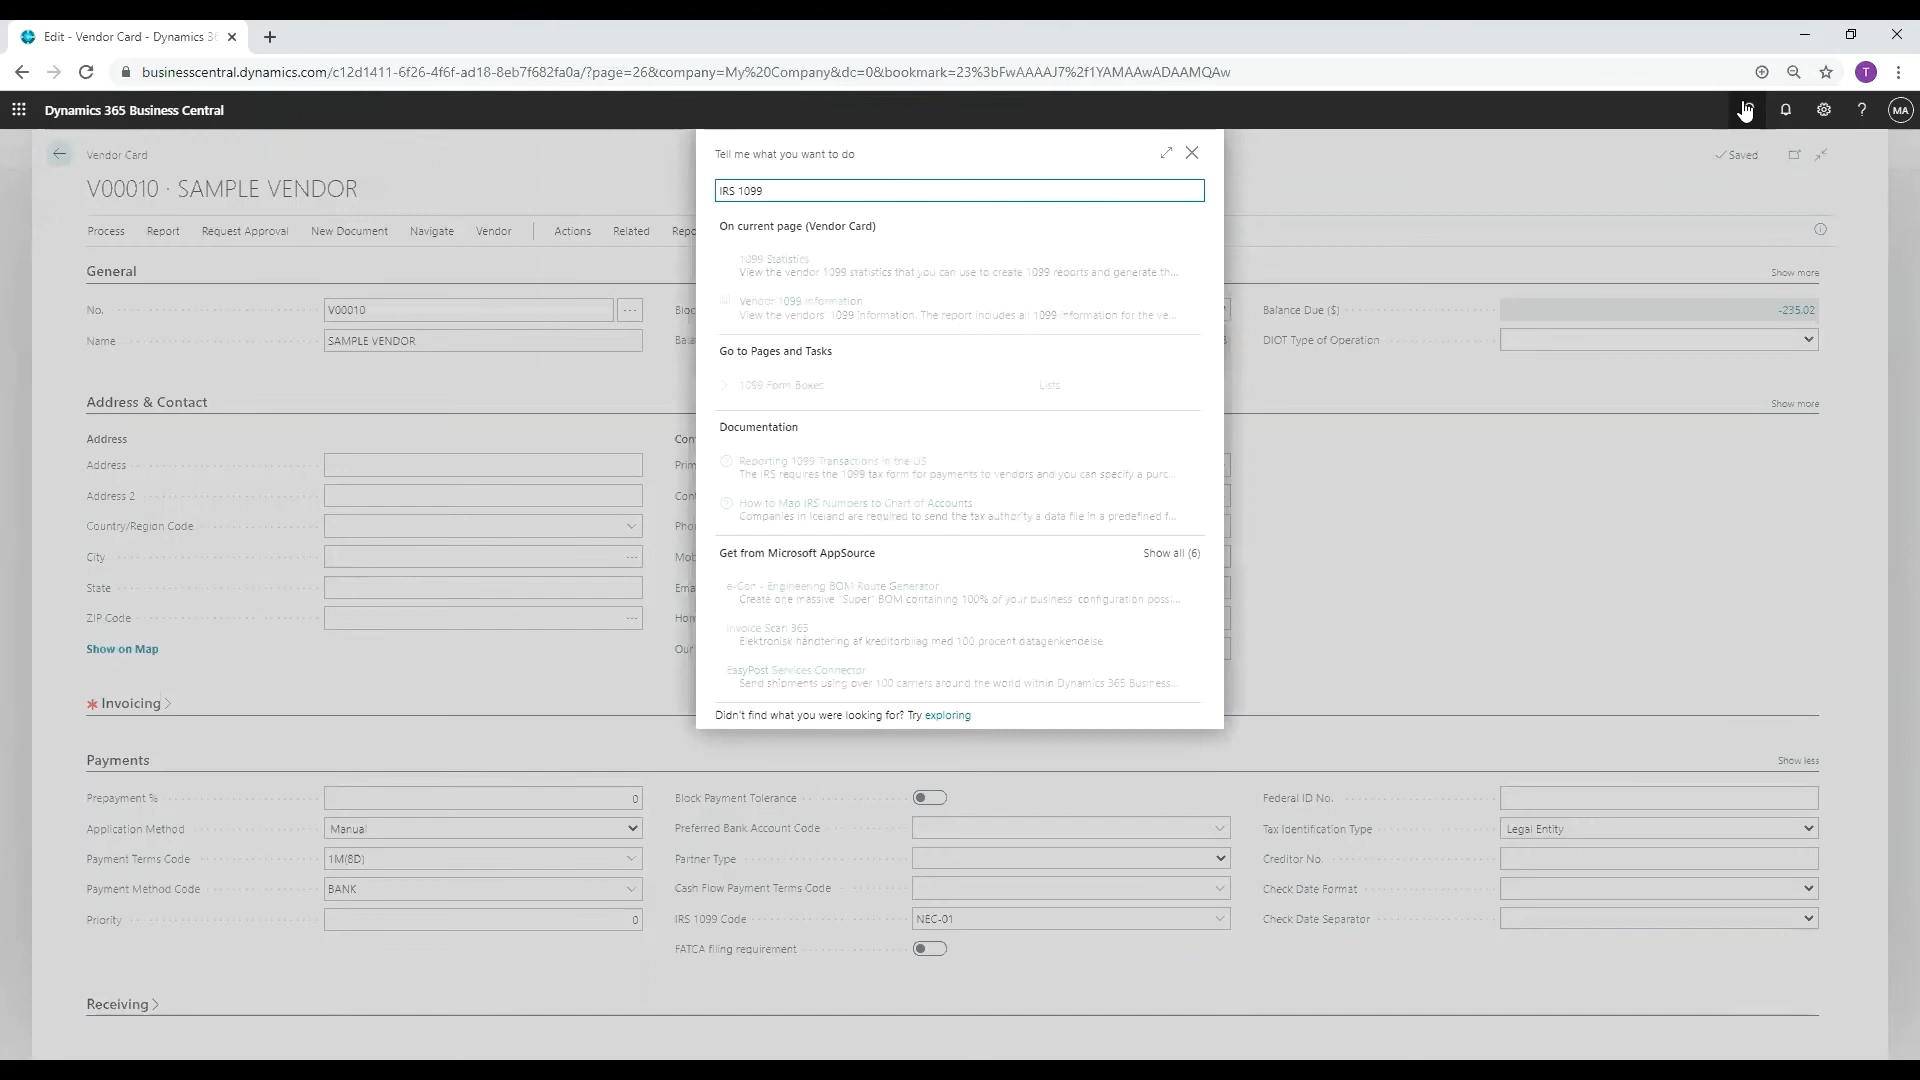 Edit - Vendor Card - Dynamics 36
businesscentral.dynamics.com/c12d1411-6f26-4f6f-ad18-8eb7f682fa0a/?page=26&company=My%20Company&dc=0&bookmark=23%3bFwAAAAJ7%2f1YAMAAwADAAMQAw
T
Dynamics 365 Business Central
?
MA
Vendor Card
Saved
V00010 · SAMPLE VENDOR
Process Report Request Approval New Document Navigate Vendor Actions Related Repo
General
Show more
No.
V00010
Name
SAMPLE VENDOR
Bloc
Bala
Balance Due ($)
-235.02
DIOT Type of Operation
Address & Contact
Show more
Address
Address
Address 2
Country/Region Code
City
State
ZIP Code
Show on Map
Con
Prim
Cont
Phon
Mob
Emai
Hom
Our
Invoicing
Payments
Show less
Prepayment %
0
Application Method
Manual
Payment Terms Code
1M(8D)
Payment Method Code
BANK
Priority
0
Block Payment Tolerance
Preferred Bank Account Code
Partner Type
Cash Flow Payment Terms Code
IRS 1099 Code
NEC-01
FATCA filing requirement
Federal ID No.
Tax Identification Type
Legal Entity
Creditor No.
Check Date Format
Check Date Separator
Receiving
Tell me what you want to do
IRS 1099
On current page (Vendor Card)
1099 Statistics
View the vendor 1099 statistics that you can use to create 1099 reports and generate th...
Vendor 1099 Information
View the vendors' 1099 information. The report includes all 1099 information for the ve...
Go to Pages and Tasks
1099 Form Boxes
Lists
Documentation
Reporting 1099 Transactions in the US
The IRS requires the 1099 tax form for payments to vendors and you can specify a purc...
How to Map IRS Numbers to Chart of Accounts
Companies in Iceland are required to send the tax authority a data file in a predefined f...
Get from Microsoft AppSource
Show all (6)
e-Con - Engineering BOM Route Generator
Create one massive "Super" BOM containing 100% of your business' configuration possi...
Invoice Scan 365
Elektronisk håndtering af kreditorbilag med 100 procent datagenkendelse
EasyPost Services Connector
Send shipments using over 100 carriers around the world within Dynamics 365 Business...
Didn't find what you were looking for? Try exploring